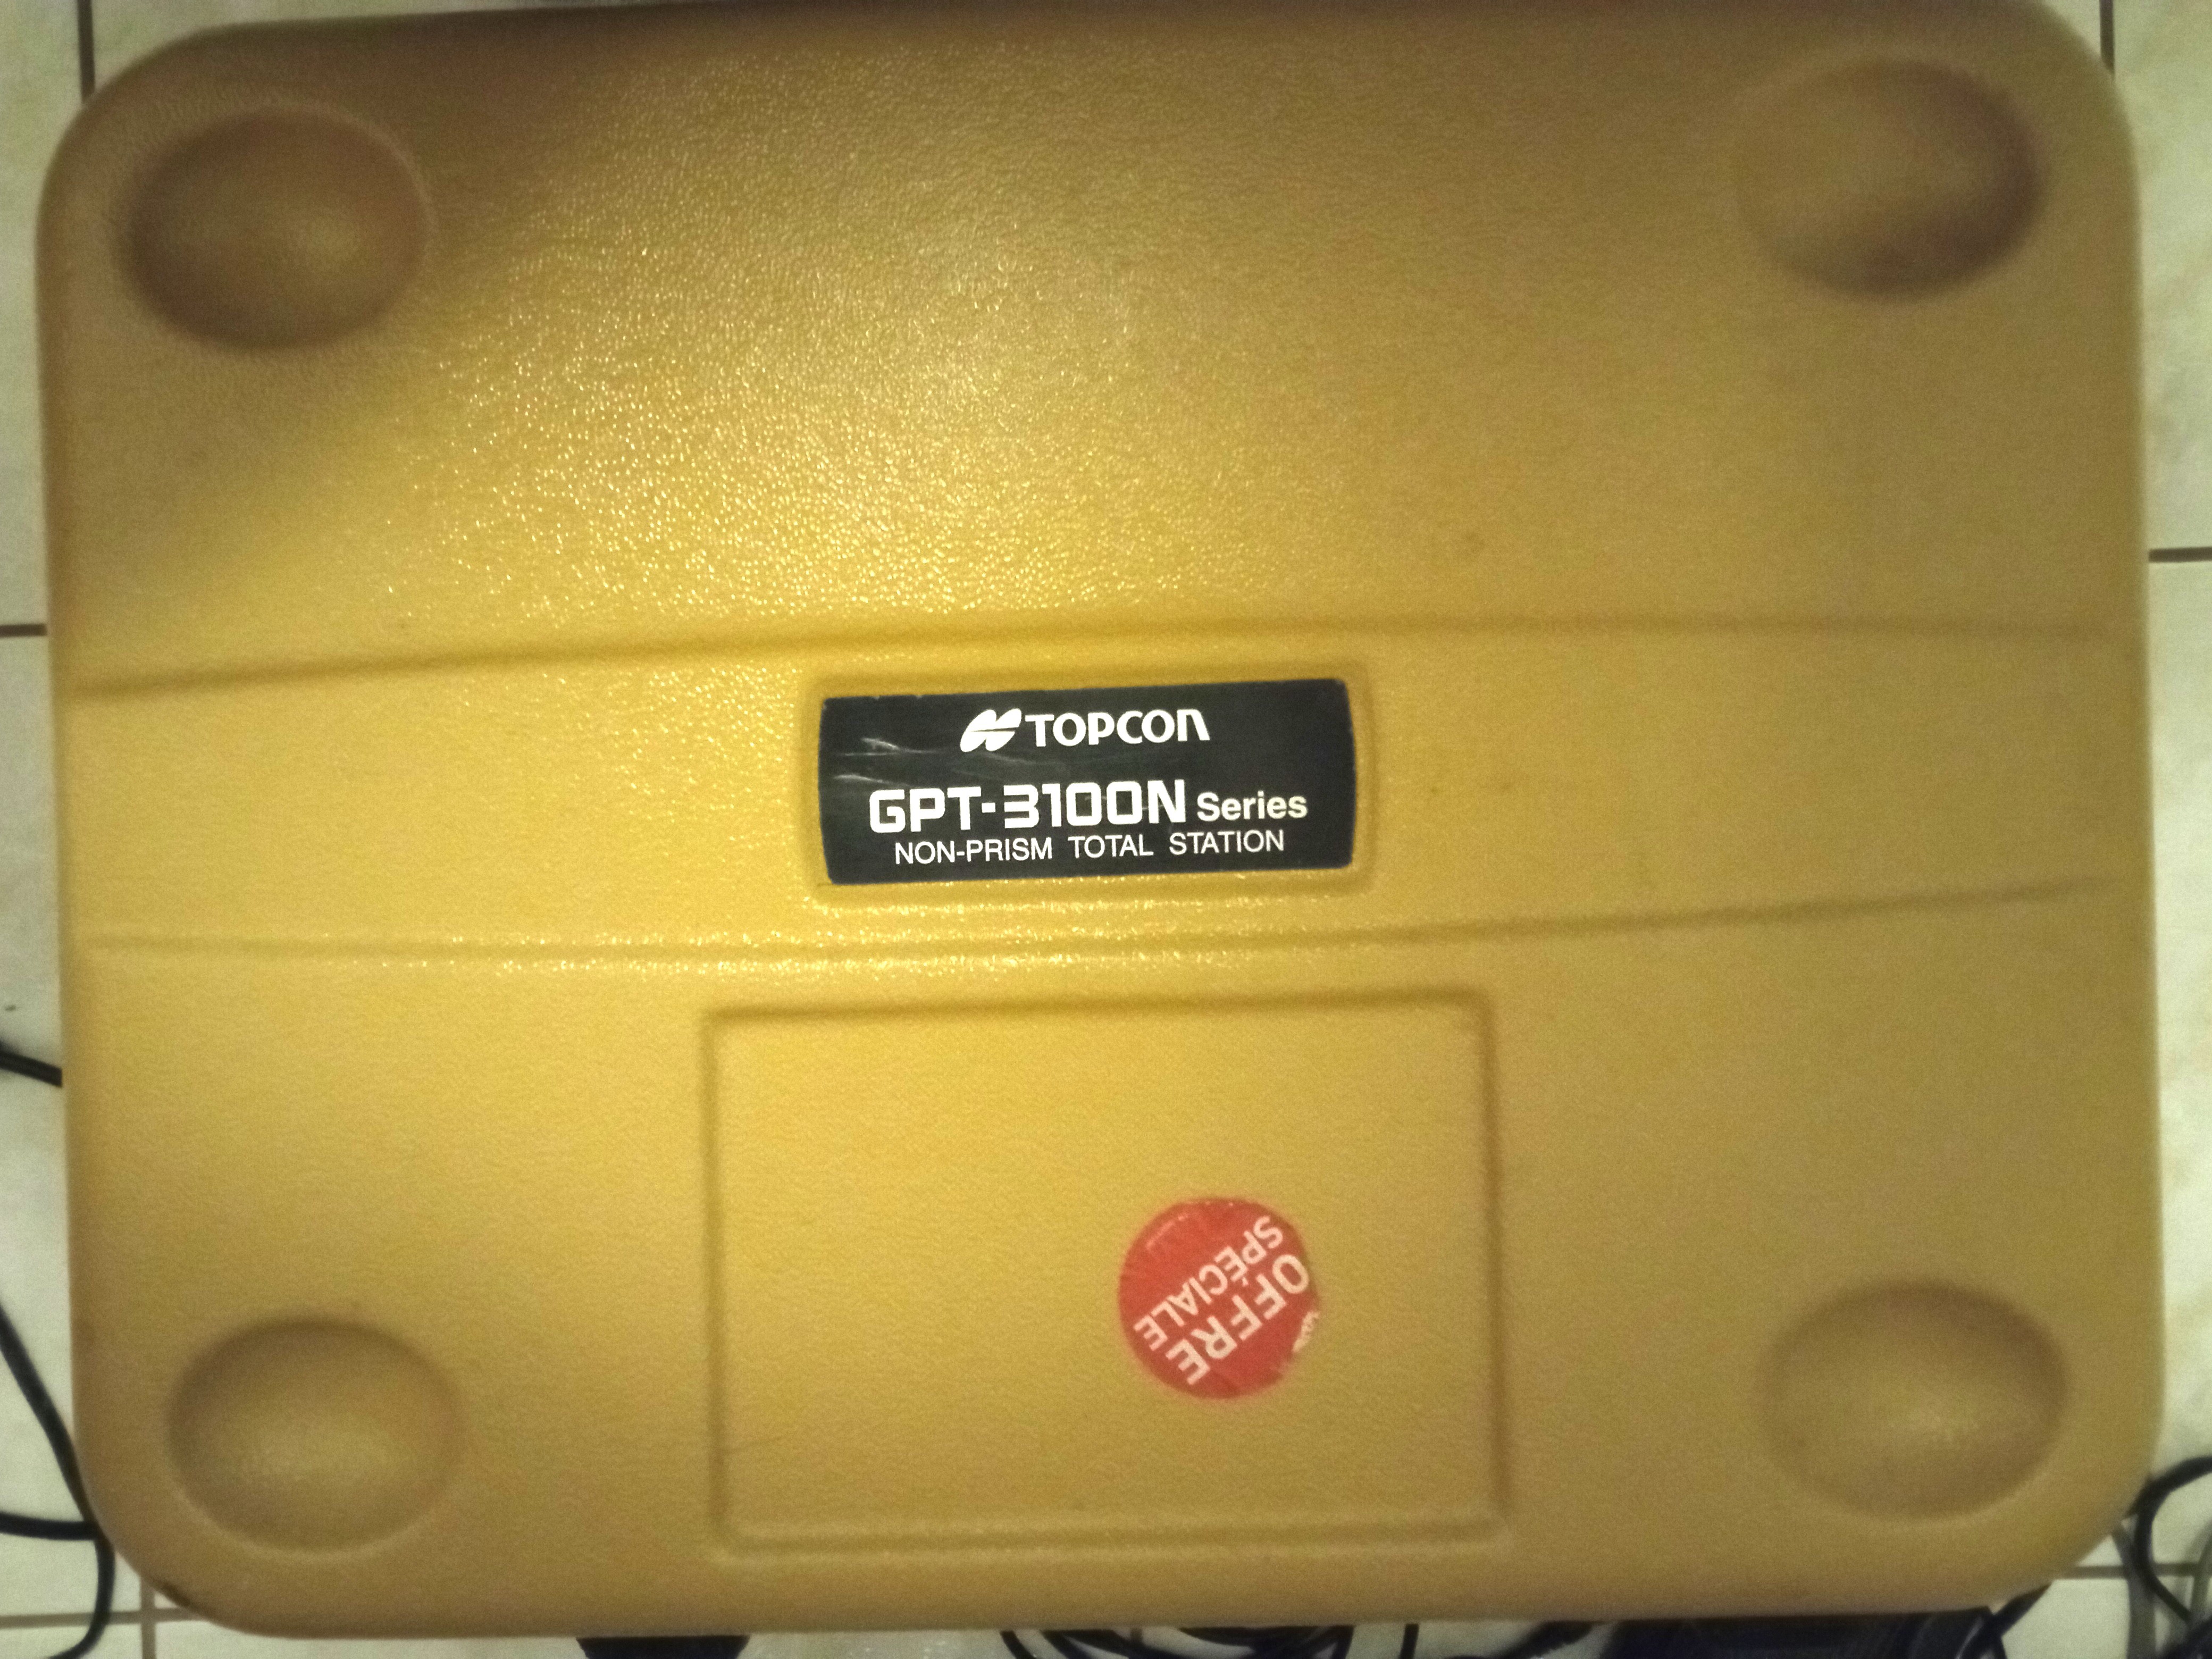 TOPCON
GPT-3100N Series
NON-PRISM TOTAL STATION
OFFRE
SPÉCIALE